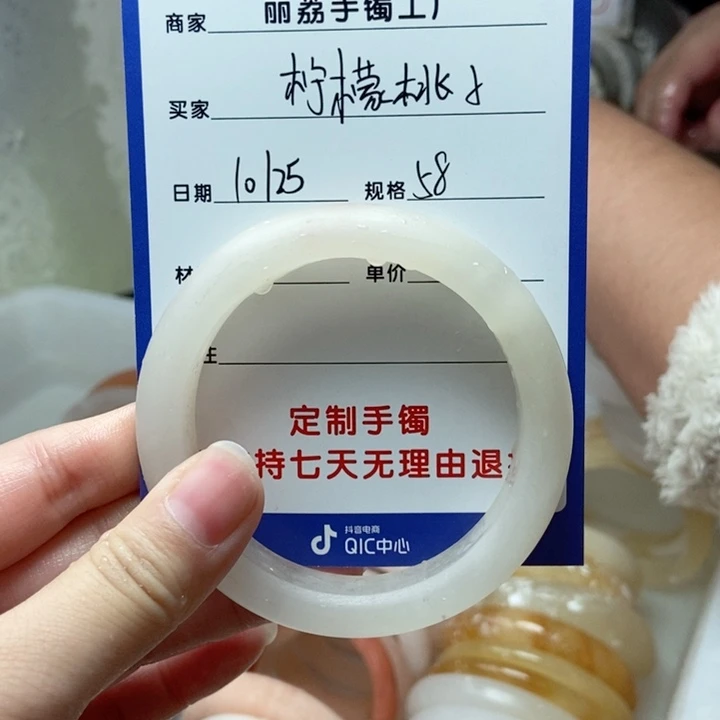 商家 丽荔手镯工厂
买家 柠檬桃子
日期 10/25 规格 58
单价
定制手镯
持七天无理由退
抖音电商
QIC中心